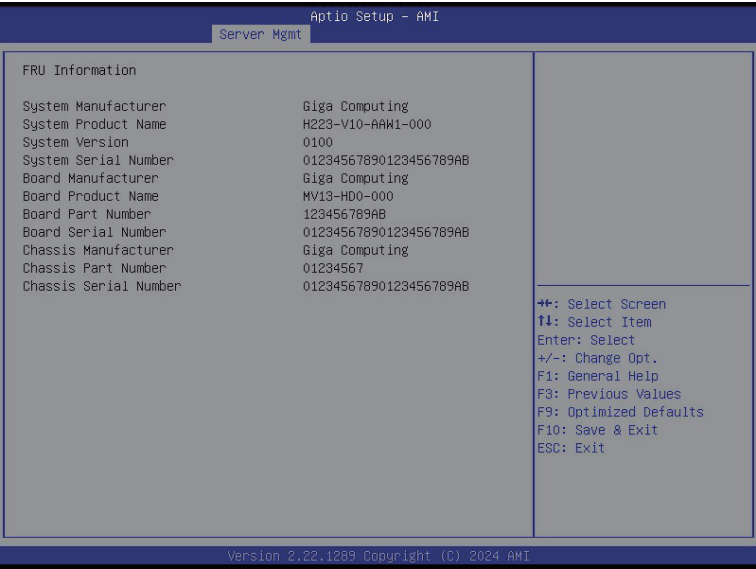 Aptio Setup – AMI
Server Mgmt
FRU Information
System Manufacturer Giga Computing
System Product Name H223-V10-AAW1-000
System Version 0100
System Serial Number 01234567890123456789AB
Board Manufacturer Giga Computing
Board Product Name MV13-HD0-000
Board Part Number 123456789AB
Board Serial Number 01234567890123456789AB
Chassis Manufacturer Giga Computing
Chassis Part Number 01234567
Chassis Serial Number 01234567890123456789AB
→←: Select Screen
↑↓: Select Item
Enter: Select
+/-: Change Opt.
F1: General Help
F3: Previous Values
F9: Optimized Defaults
F10: Save & Exit
ESC: Exit
Version 2.22.1289 Copyright (C) 2024 AMI